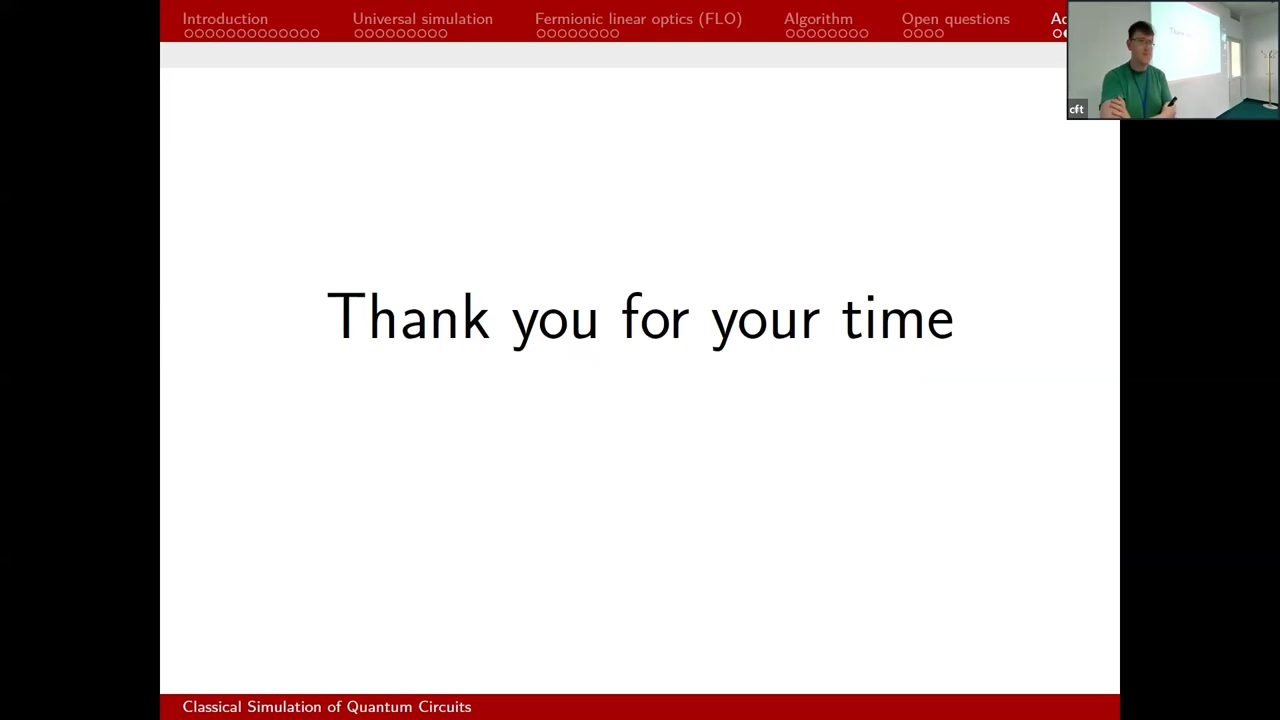 Introduction
Universal simulation
Fermionic linear optics (FLO)
Algorithm
Open questions
cft
Thank you for your time
Classical Simulation of Quantum Circuits